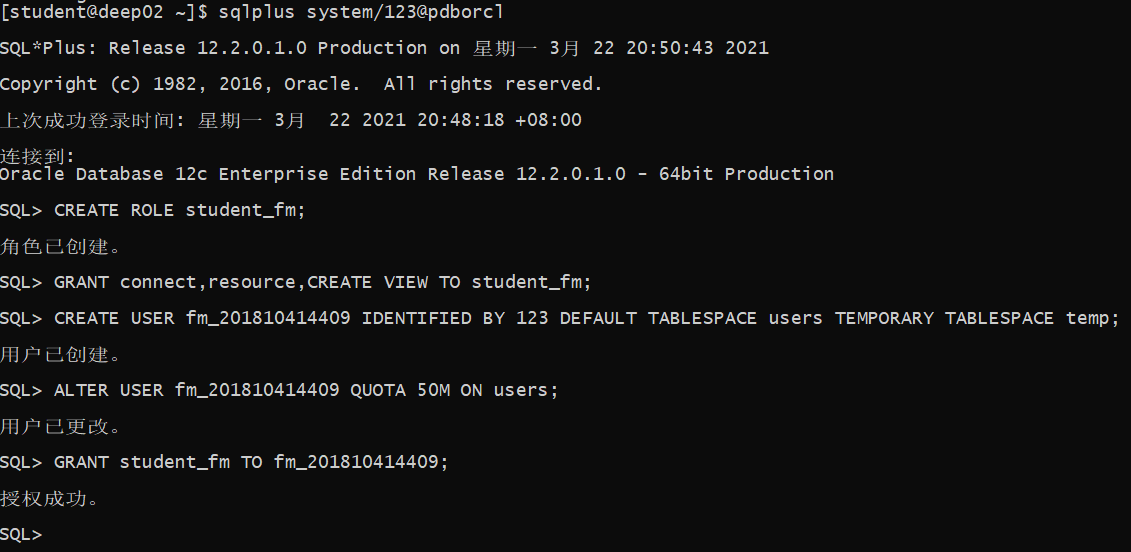 [student@deep02 ~]$ sqlplus system/123@pdborcl
SQL*Plus: Release 12.2.0.1.0 Production on 星期一 3月 22 20:50:43 2021
Copyright (c) 1982, 2016, Oracle.  All rights reserved.
上次成功登录时间: 星期一 3月  22 2021 20:48:18 +08:00
连接到:
Oracle Database 12c Enterprise Edition Release 12.2.0.1.0 - 64bit Production
SQL> CREATE ROLE student_fm;
角色已创建。
SQL> GRANT connect,resource,CREATE VIEW TO student_fm;
SQL> CREATE USER fm_201810414409 IDENTIFIED BY 123 DEFAULT TABLESPACE users TEMPORARY TABLESPACE temp;
用户已创建。
SQL> ALTER USER fm_201810414409 QUOTA 50M ON users;
用户已更改。
SQL> GRANT student_fm TO fm_201810414409;
授权成功。
SQL>